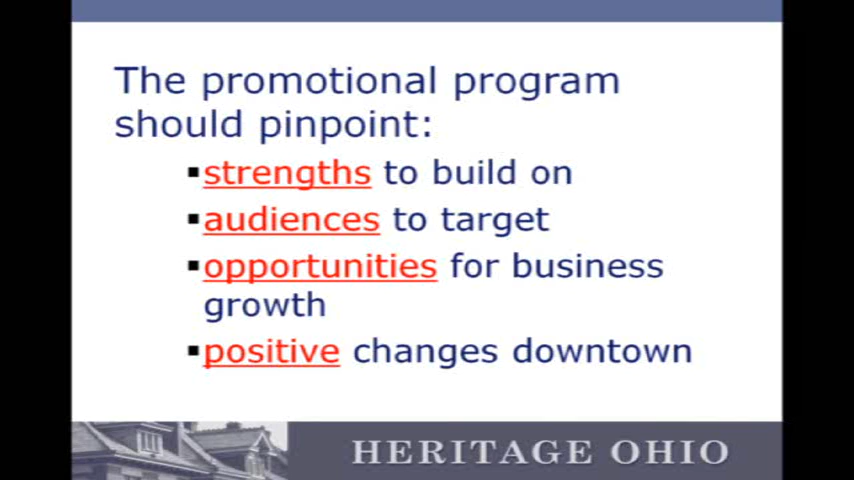 The promotional program
should pinpoint:
▪strengths to build on
▪audiences to target
▪opportunities for business
growth
▪positive changes downtown
HERITAGE OHIO